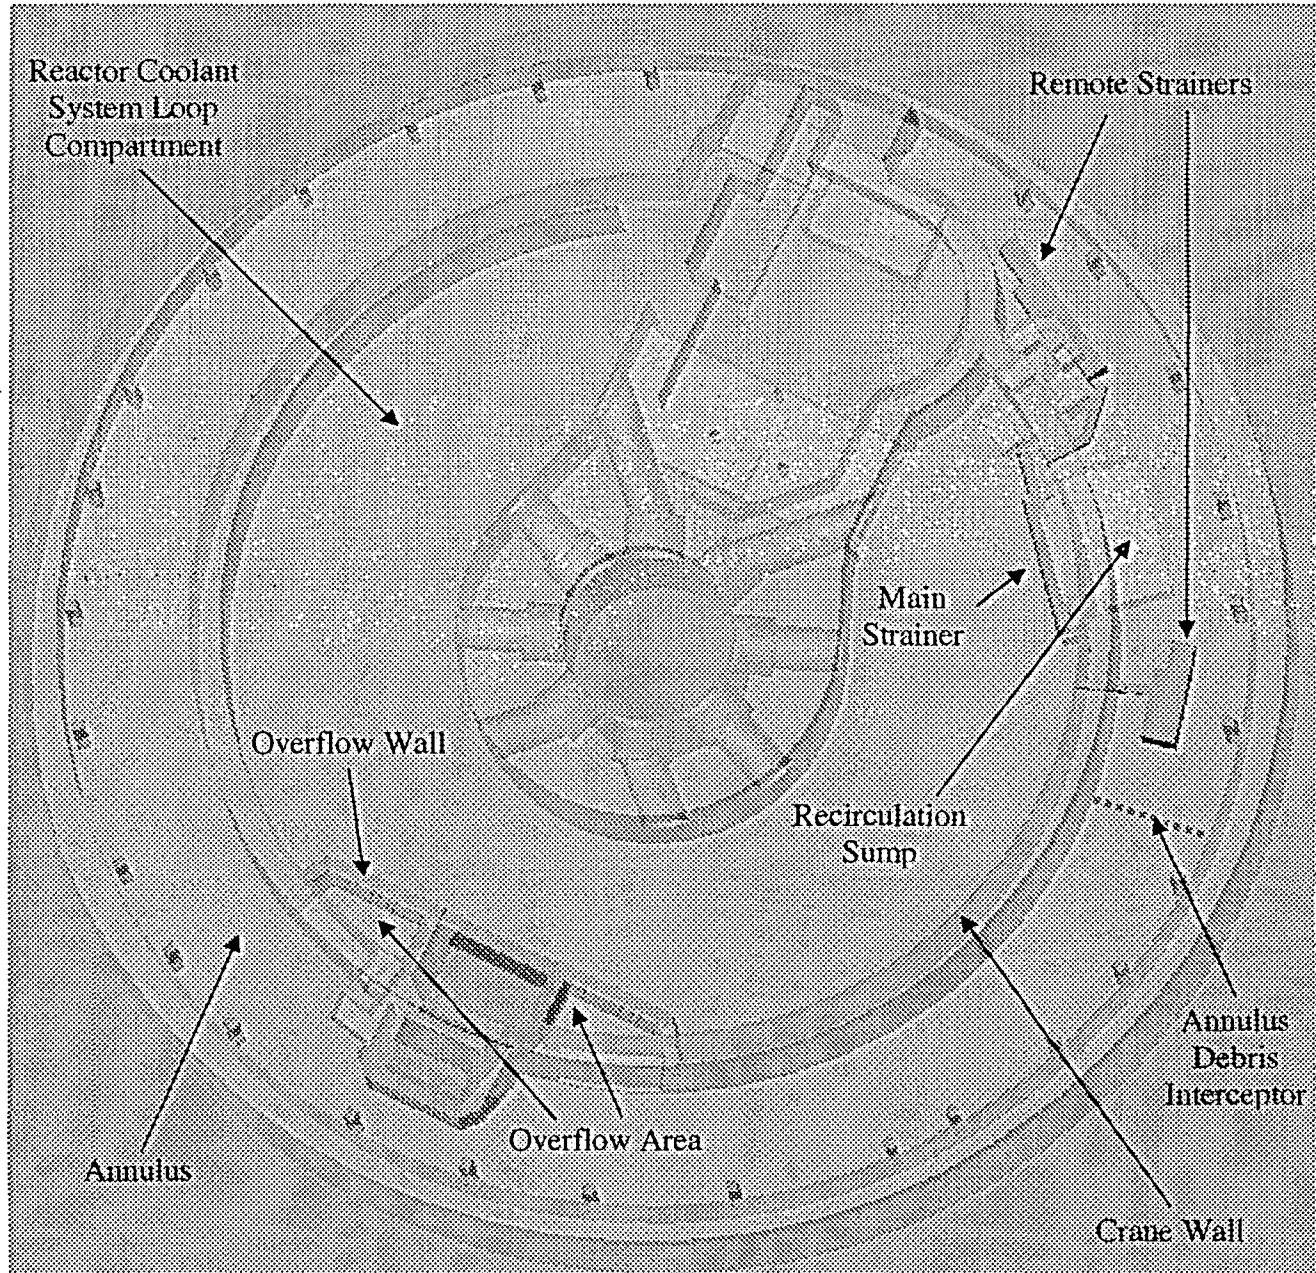 Reactor Coolant
System Loop
Compartment
Remote Strainers
Main
Strainer
Overflow Wall
Recirculation
Sump
Annulus
Debris
Interceptor
Overflow Area
Annulus
Crane Wall